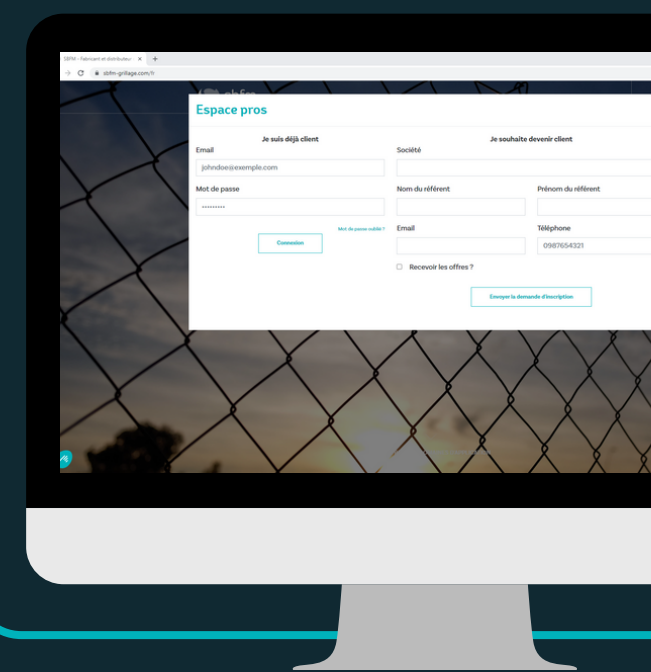 SBFM - Fabricant et distributeur
sbfm-grillage.com/fr
sbfm
Espace pros
Je suis déjà client
Email
johndoe@exemple.com
Mot de passe
•••••••••
Mot de passe oublié ?
Connexion
Je souhaite devenir client
Société
Nom du référent
Prénom du référent
Email
Téléphone
0987654321
Recevoir les offres ?
Envoyer la demande d'inscription